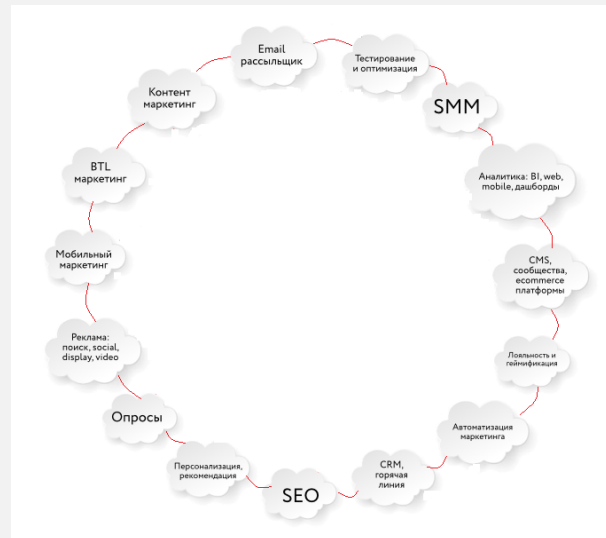 Email
рассыльщик
Тестирование
и оптимизация
SMM
Аналитика: BI, web,
mobile, дашборды
CMS,
сообщества,
ecommerce
платформы
Лояльность и
геймификация
Автоматизация
маркетинга
CRM,
горячая
линия
SEO
Персонализация,
рекомендация
Опросы
Реклама:
поиск, social,
display, video
Мобильный
маркетинг
BTL
маркетинг
Контент
маркетинг